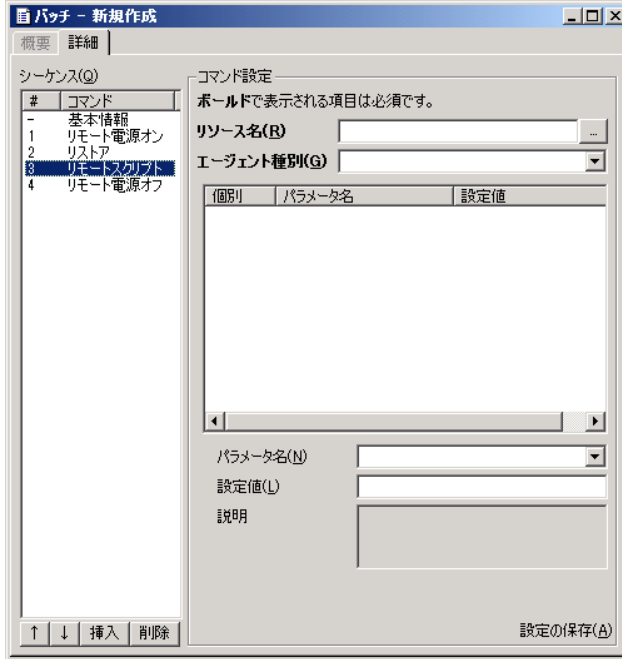 バッチ - 新規作成
概要 詳細
シーケンス(Q)
# コマンド
- 基本情報
1 リモート電源オン
2 リストア
3 リモートスクリプト
4 リモート電源オフ
↑ ↓ 挿入 削除
コマンド設定
ボールドで表示される項目は必須です。
リソース名(R) ...
エージェント種別(G)
個別 パラメータ名 設定値
パラメータ名(N)
設定値(L)
説明
設定の保存(A)